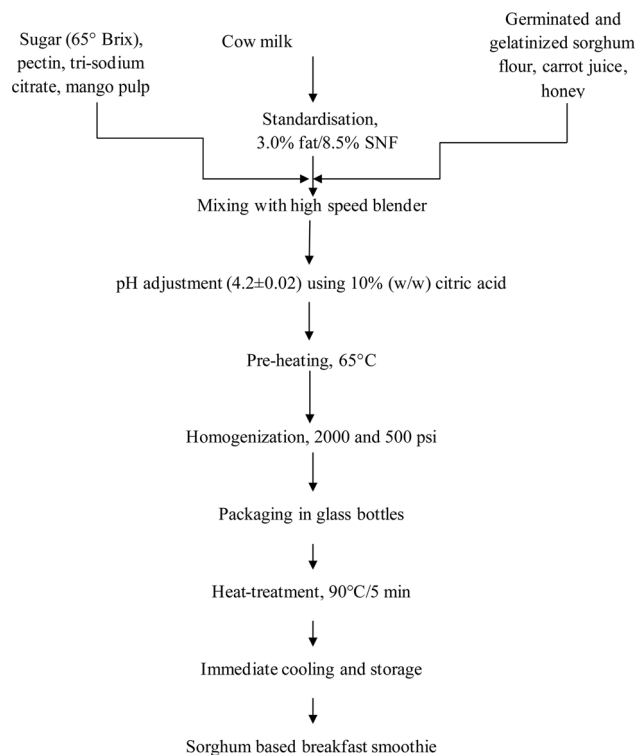 Sugar (65° Brix),
pectin, tri-sodium
citrate, mango pulp
Cow milk
Germinated and
gelatinized sorghum
flour, carrot juice,
honey
Standardisation,
3.0% fat/8.5% SNF
Mixing with high speed blender
pH adjustment (4.2±0.02) using 10% (w/w) citric acid
Pre-heating, 65°C
Homogenization, 2000 and 500 psi
Packaging in glass bottles
Heat-treatment, 90°C/5 min
Immediate cooling and storage
Sorghum based breakfast smoothie